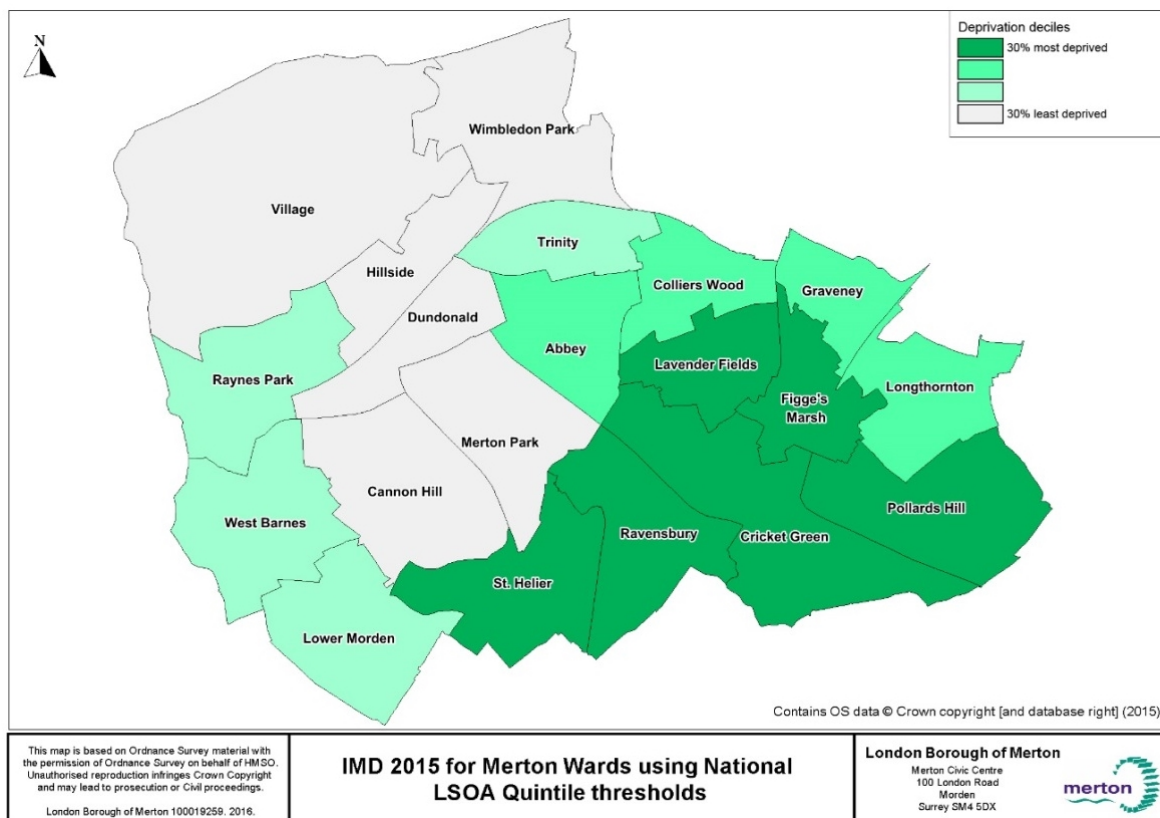 N
Deprivation deciles
30% most deprived
30% least deprived
Wimbledon Park
Village
Trinity
Hillside
Colliers Wood
Graveney
Dundonald
Abbey
Lavender Fields
Raynes Park
Longthornton
Figge's
Marsh
Merton Park
Cannon Hill
Pollards Hill
West Barnes
Ravensbury
Cricket Green
St. Helier
Lower Morden
Contains OS data © Crown copyright [and database right] (2015)
This map is based on Ordnance Survey material with
the permission of Ordnance Survey on behalf of HMSO.
Unauthorised reproduction infringes Crown Copyright
and may lead to prosecution or Civil proceedings.
London Borough of Merton 100019259. 2016.
IMD 2015 for Merton Wards using National
LSOA Quintile thresholds
London Borough of Merton
Merton Civic Centre
100 London Road
Morden
Surrey SM4 5DX
merton